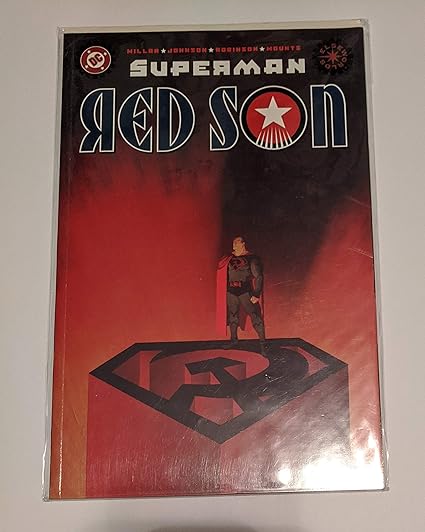 DC
MILLAR ★ JOHNSON ★ ROBINSON ★ MOUNTS
ELSEWORLDS
SUPERMAN
ЯED SON